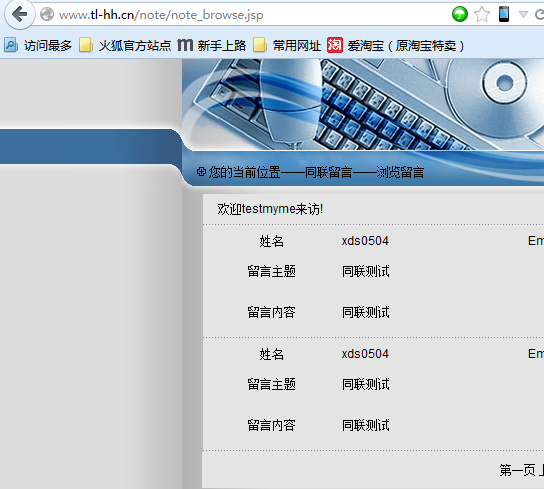 www.tl-hh.cn/note/note_browse.jsp
访问最多 火狐官方站点 新手上路 常用网址 爱淘宝（原淘宝特卖）
您的当前位置——同联留言——浏览留言
欢迎testmyme来访!
姓名 xds0504 Em
留言主题 同联测试
留言内容 同联测试
姓名 xds0504 Em
留言主题 同联测试
留言内容 同联测试
第一页 上